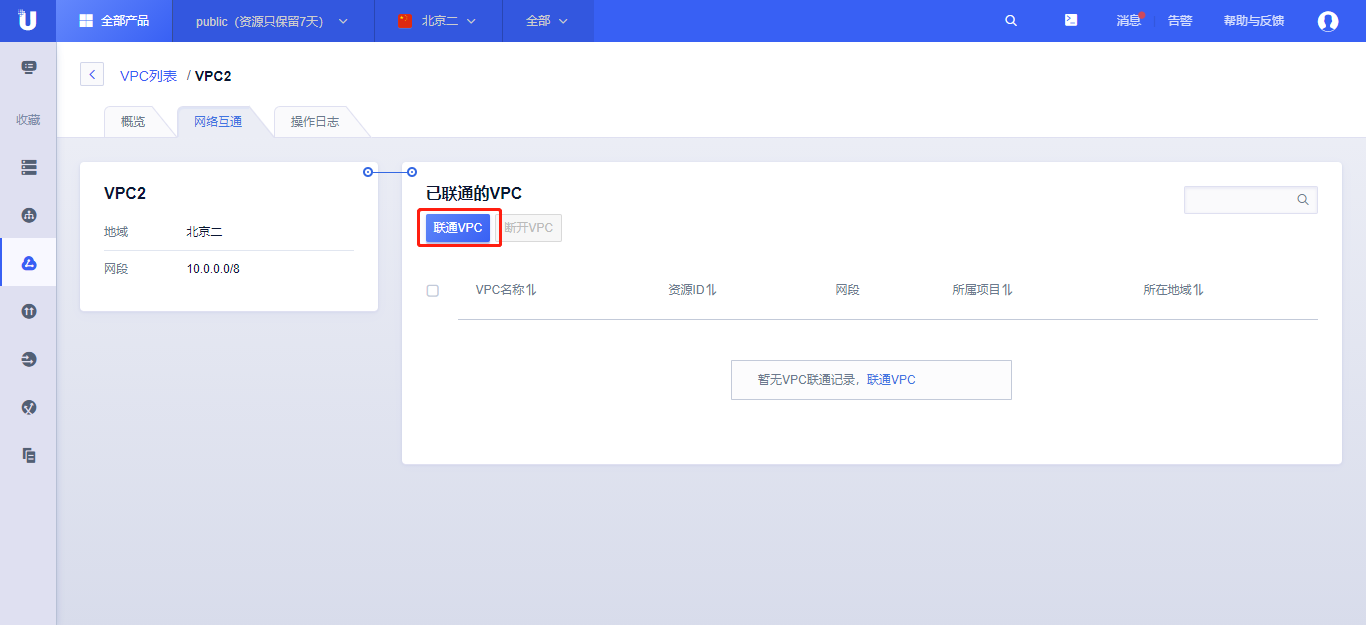 全部产品
public（资源只保留7天）
北京二
全部
消息
告警
帮助与反馈
收藏
VPC列表 / VPC2
概览
网络互通
操作日志
VPC2
地域 北京二
网段 10.0.0.0/8
已联通的VPC
联通VPC 断开VPC
VPC名称 资源ID 网段 所属项目 所在地域
暂无VPC联通记录，联通VPC